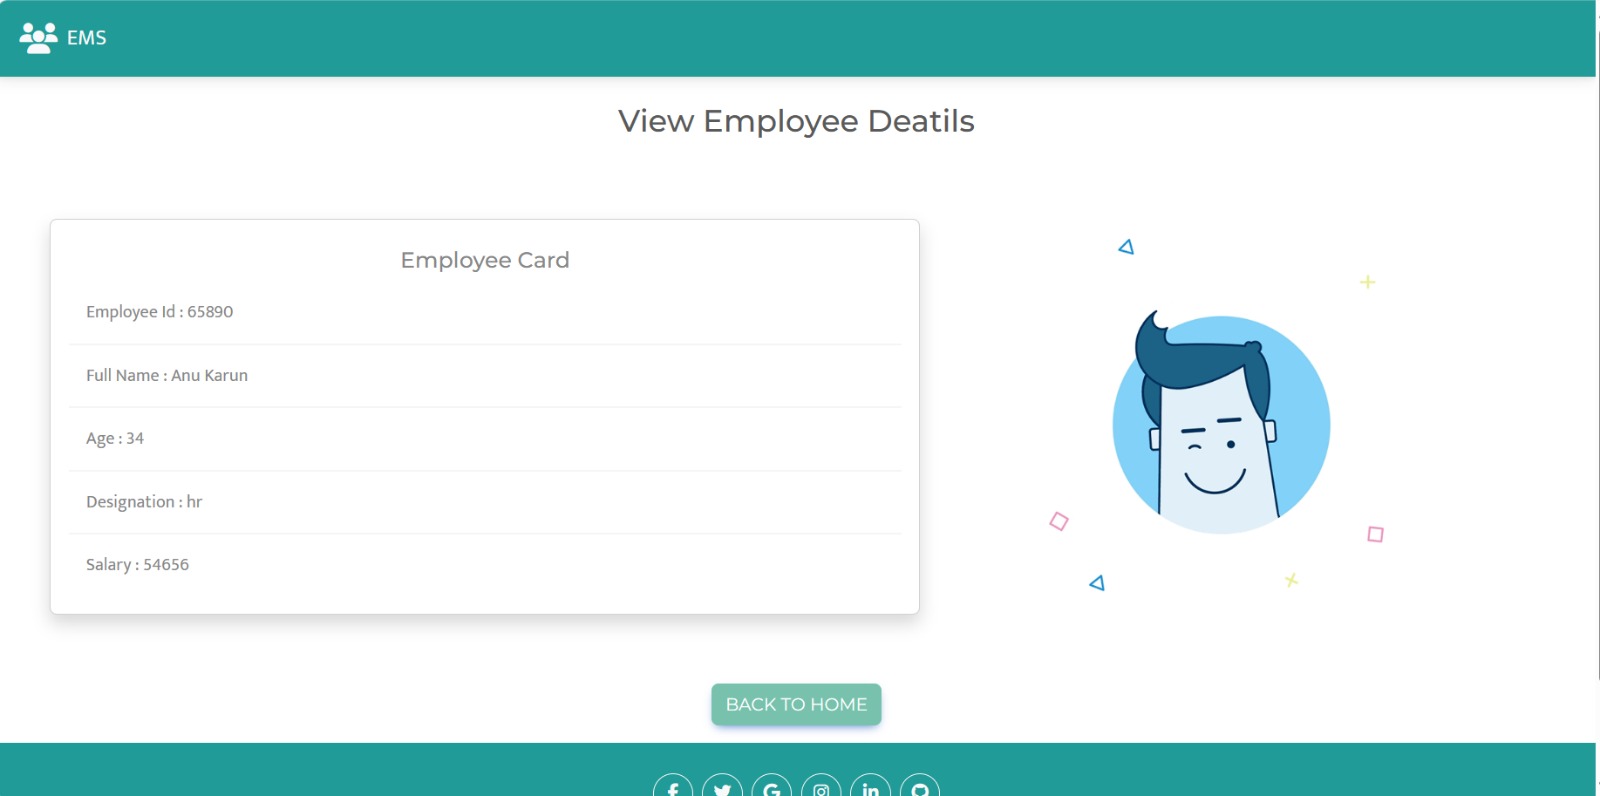 EMS
View Employee Deatils
Employee Card
Employee Id : 65890
Full Name : Anu Karun
Age : 34
Designation : hr
Salary : 54656
BACK TO HOME